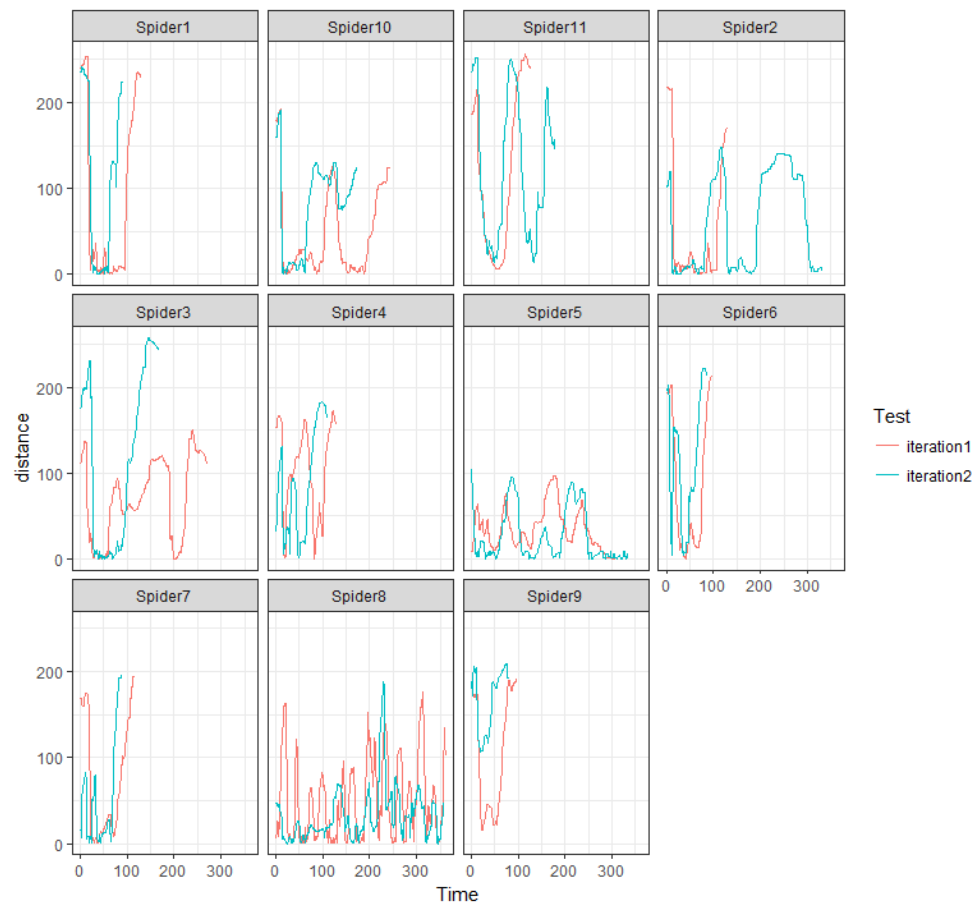 Spider1 Spider10 Spider11 Spider2
200
100
0
Spider3 Spider4 Spider5 Spider6
200
100
0
0 100 200 300
Spider7 Spider8 Spider9
200
100
0
0 100 200 300 0 100 200 300 0 100 200 300
Time
distance
Test
iteration1
iteration2